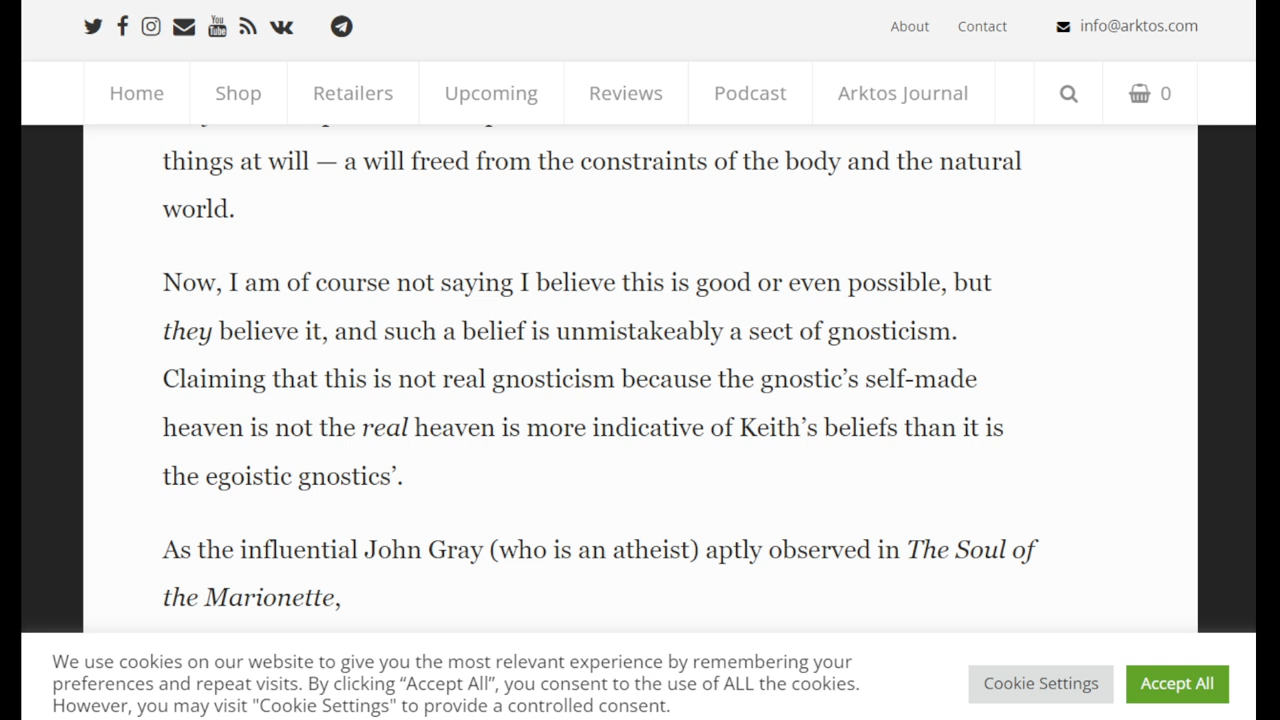 You
Tube
About
Contact
info@arktos.com
Home
Shop
Retailers
Upcoming
Reviews
Podcast
Arktos Journal
0
things at will — a will freed from the constraints of the body and the natural
world.
Now, I am of course not saying I believe this is good or even possible, but
they believe it, and such a belief is unmistakeably a sect of gnosticism.
Claiming that this is not real gnosticism because the gnostic’s self-made
heaven is not the real heaven is more indicative of Keith’s beliefs than it is
the egoistic gnostics’.
As the influential John Gray (who is an atheist) aptly observed in The Soul of
the Marionette,
We use cookies on our website to give you the most relevant experience by remembering your
preferences and repeat visits. By clicking “Accept All”, you consent to the use of ALL the cookies.
However, you may visit "Cookie Settings" to provide a controlled consent.
Cookie Settings
Accept All